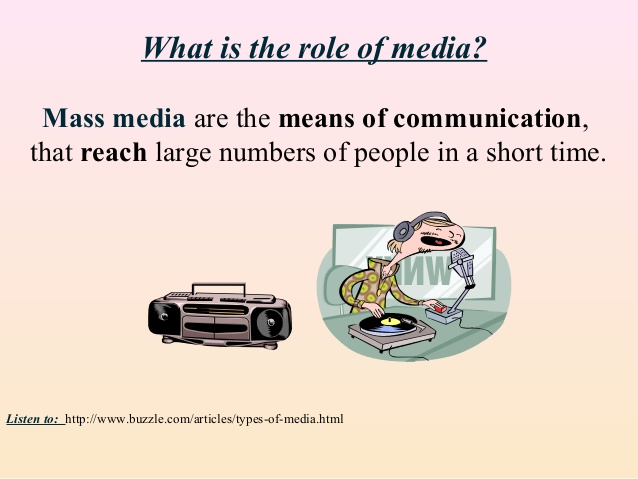 What is the role of media?
Mass media are the means of communication,
that reach large numbers of people in a short time.
Listen to: http://www.buzzle.com/articles/types-of-media.html